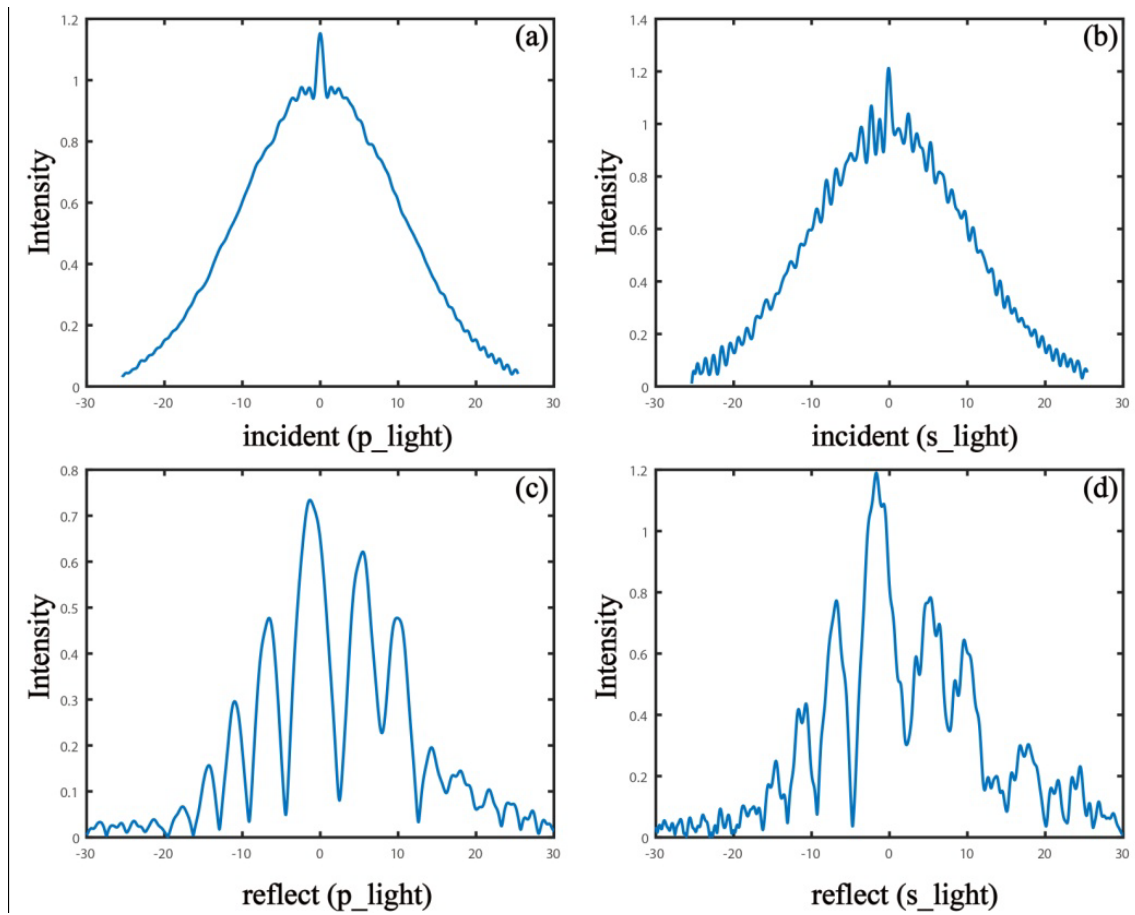 (a)
1.2
1
0.8
0.6
0.4
0.2
0
Intensity
-30 -20 -10 0 10 20 30
incident (p_light)
(b)
1.4
1.2
1
0.8
0.6
0.4
0.2
0
Intensity
-30 -20 -10 0 10 20 30
incident (s_light)
(c)
0.8
0.7
0.6
0.5
0.4
0.3
0.2
0.1
0
Intensity
-30 -20 -10 0 10 20 30
reflect (p_light)
(d)
1.2
1
0.8
0.6
0.4
0.2
0
Intensity
-30 -20 -10 0 10 20 30
reflect (s_light)